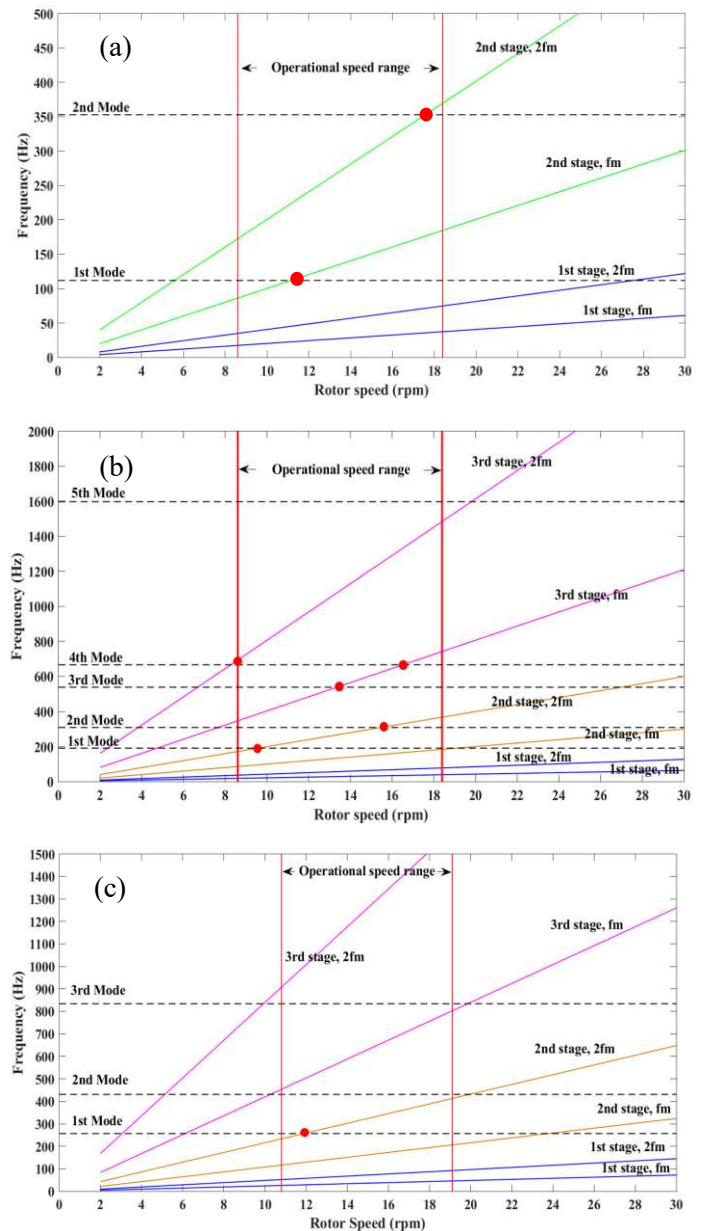 (a)
500
450
400
350
300
250
200
150
100
50
0
Frequency (Hz)
2nd stage, 2fm
Operational speed range
2nd Mode
2nd stage, fm
1st Mode
1st stage, 2fm
1st stage, fm
0 2 4 6 8 10 12 14 16 18 20 22 24 26 28 30
Rotor speed (rpm)
(b)
2000
1800
1600
1400
1200
1000
800
600
400
200
0
Frequency (Hz)
3rd stage, 2fm
Operational speed range
5th Mode
3rd stage, fm
4th Mode
3rd Mode
2nd stage, 2fm
2nd Mode
2nd stage, fm
1st Mode
1st stage, 2fm
1st stage, fm
0 2 4 6 8 10 12 14 16 18 20 22 24 26 28 30
Rotor speed (rpm)
(c)
1500
1400
1300
1200
1100
1000
900
800
700
600
500
400
300
200
100
0
Frequency (Hz)
Operational speed range
3rd stage, fm
3rd stage, 2fm
3rd Mode
2nd stage, 2fm
2nd Mode
2nd stage, fm
1st Mode
1st stage, 2fm
1st stage, fm
0 2 4 6 8 10 12 14 16 18 20 22 24 26 28 30
Rotor Speed (rpm)